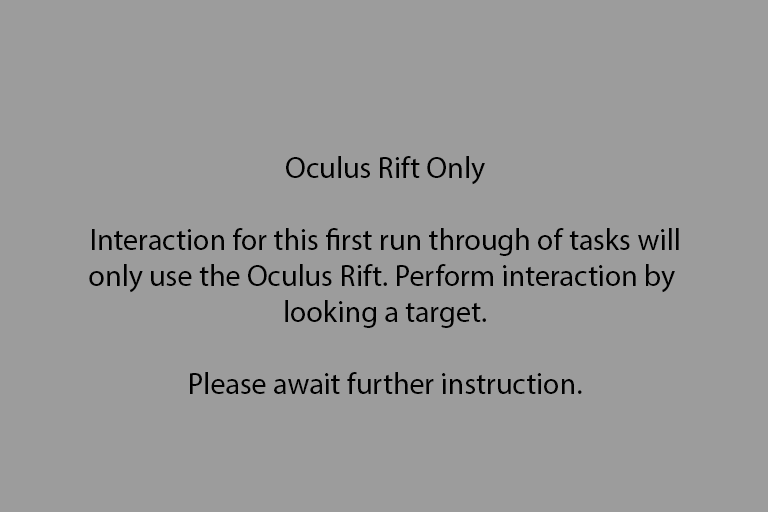 Oculus Rift Only
Interaction for this first run through of tasks will
only use the Oculus Rift. Perform interaction by
looking a target.
Please await further instruction.